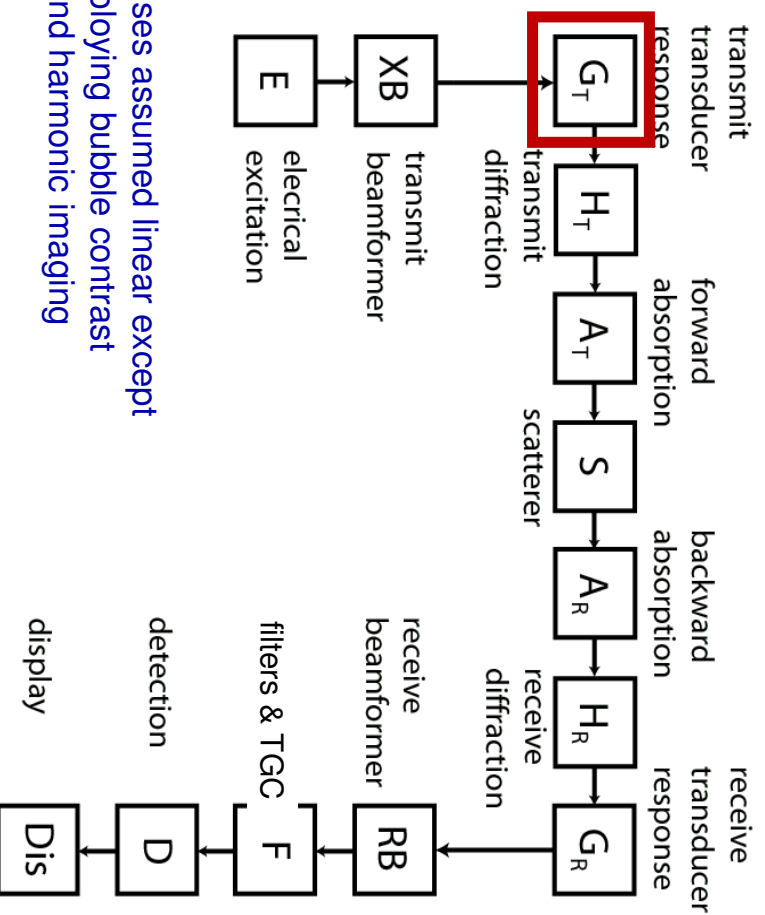 transmit
transducer
response
forward
absorption
backward
absorption
receive
transducer
response
G_T
H_T
A_T
S
A_R
H_R
G_R
transmit
diffraction
scatterer
receive
diffraction
XB
transmit
beamformer
receive
beamformer
RB
E
elecrical
excitation
filters & TGC
F
ses assumed linear except
ploying bubble contrast
nd harmonic imaging
detection
D
display
Dis